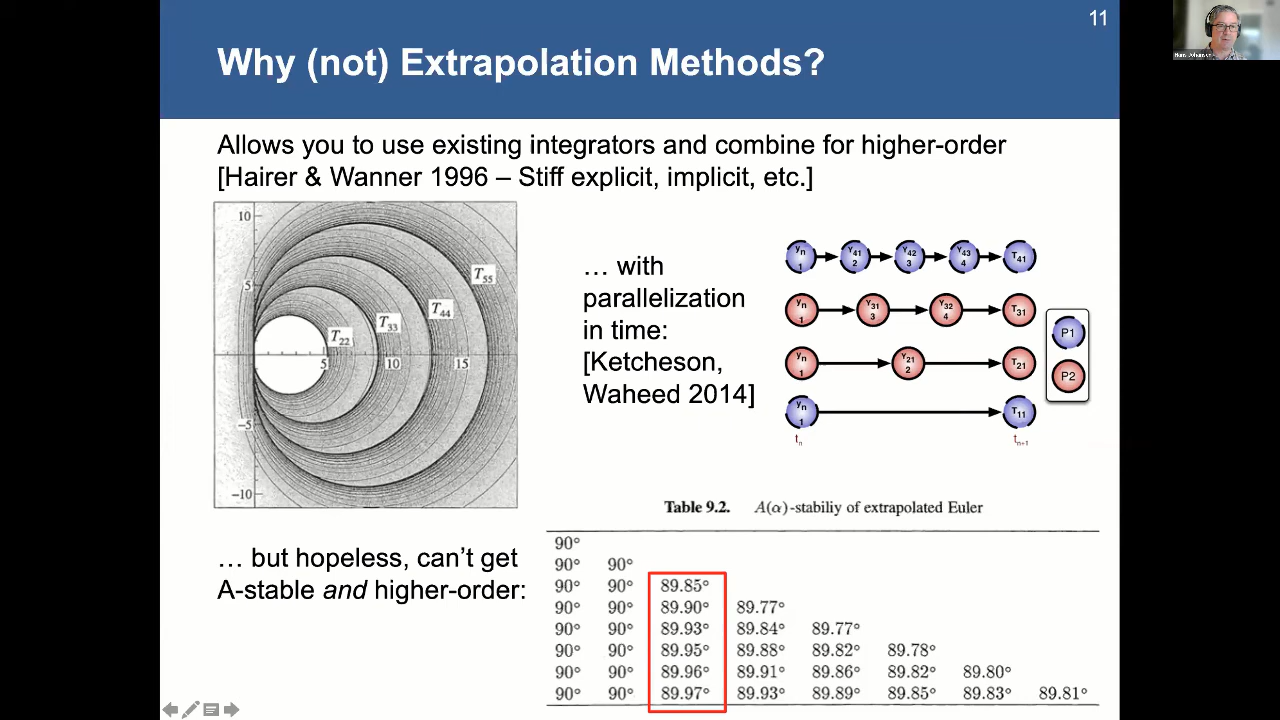 11
Why (not) Extrapolation Methods?
Allows you to use existing integrators and combine for higher-order
[Hairer & Wanner 1996 – Stiff explicit, implicit, etc.]
10
5
-5
-10
5
10
15
T22
T33
T44
T55
… with
parallelization
in time:
[Ketcheson,
Waheed 2014]
yn 1 Y41 2 Y42 3 Y43 4 T41
yn 1 Y31 3 Y32 4 T31
yn 1 Y21 2 T21
yn 1 T11
tn tn+1
P1
P2
… but hopeless, can’t get
A-stable and higher-order:
Table 9.2. A(α)-stabiliy of extrapolated Euler
90°
90° 90°
90° 90° 89.85°
90° 90° 89.90° 89.77°
90° 90° 89.93° 89.84° 89.77°
90° 90° 89.95° 89.88° 89.82° 89.78°
90° 90° 89.96° 89.91° 89.86° 89.82° 89.80°
90° 90° 89.97° 89.93° 89.89° 89.85° 89.83° 89.81°